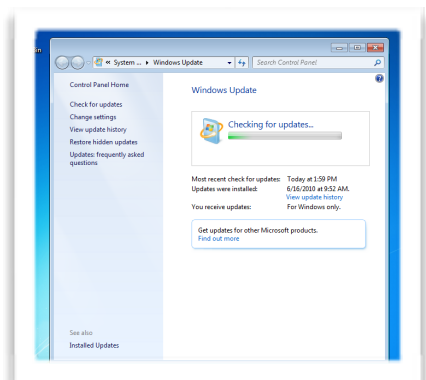 in
« System ... ▸ Windows Update
Search Control Panel
Control Panel Home
Check for updates
Change settings
View update history
Restore hidden updates
Updates: frequently asked
questions
See also
Installed Updates
Windows Update
Checking for updates...
Most recent check for updates: Today at 1:59 PM
Updates were installed: 6/16/2010 at 9:52 AM.
View update history
You receive updates: For Windows only.
Get updates for other Microsoft products.
Find out more